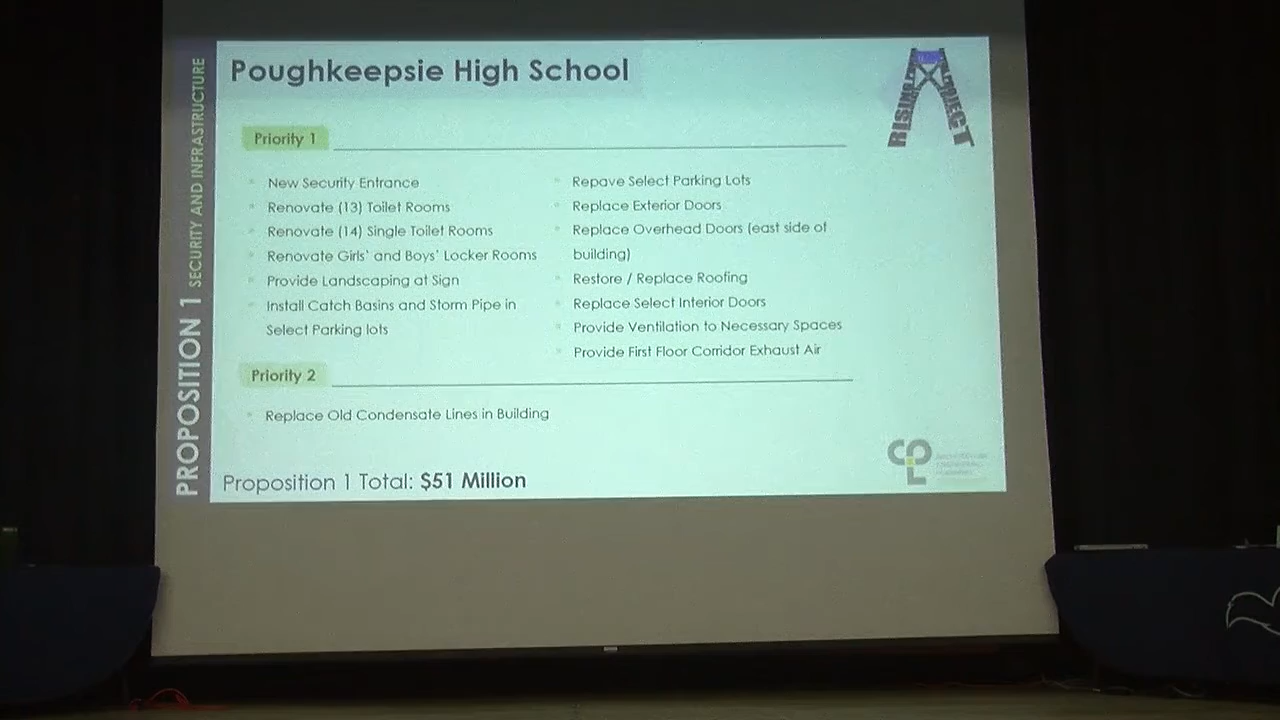 PROPOSITION 1 SECURITY AND INFRASTRUCTURE
Poughkeepsie High School
RISING PROJECT
Priority 1
New Security Entrance
Renovate (13) Toilet Rooms
Renovate (14) Single Toilet Rooms
Renovate Girls' and Boys' Locker Rooms
Provide Landscaping at Sign
Install Catch Basins and Storm Pipe in
Select Parking lots
Repave Select Parking Lots
Replace Exterior Doors
Replace Overhead Doors (east side of
building)
Restore / Replace Roofing
Replace Select Interior Doors
Provide Ventilation to Necessary Spaces
Provide First Floor Corridor Exhaust Air
Priority 2
Replace Old Condensate Lines in Building
Proposition 1 Total: $51 Million
CPL